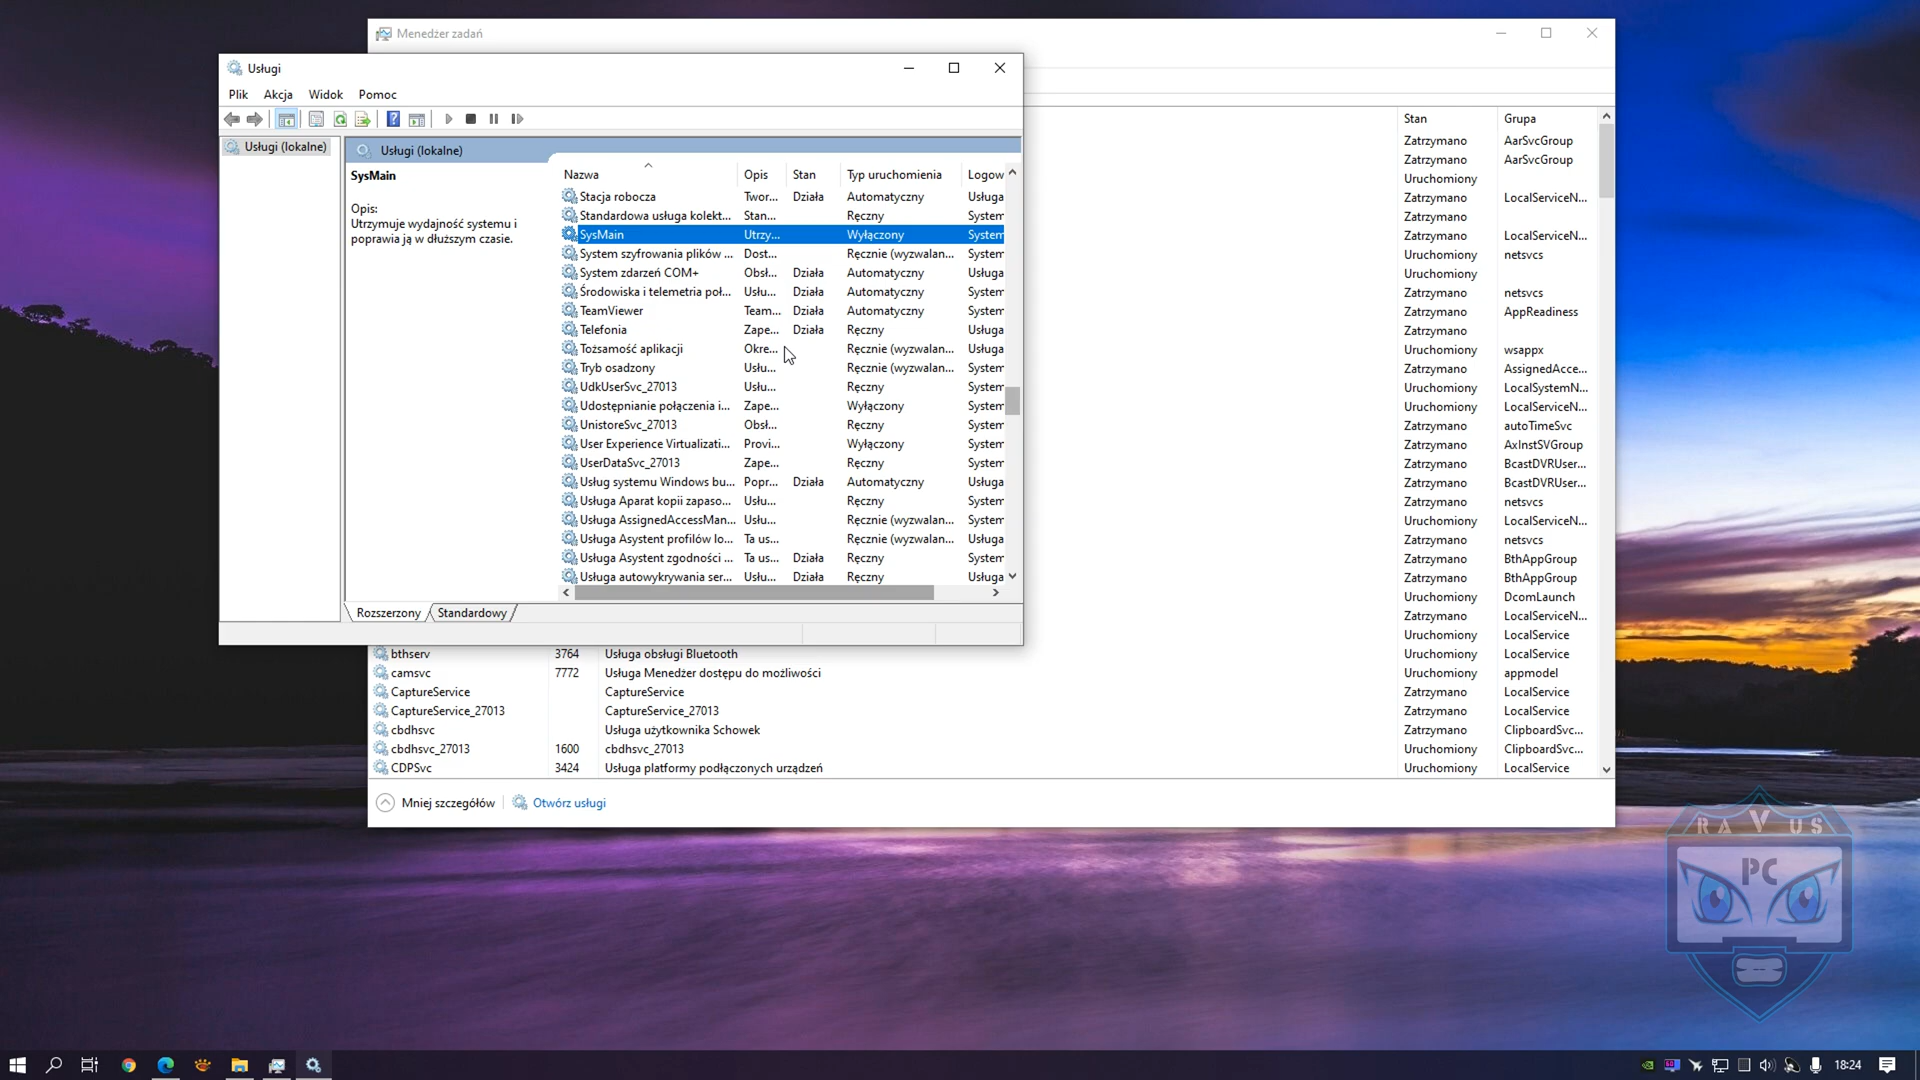 Menedżer zadań
Usługi
Plik Akcja Widok Pomoc
Usługi (lokalne)
Usługi (lokalne)
SysMain
Opis:
Utrzymuje wydajność systemu i
poprawia ją w dłuższym czasie.
Nazwa Opis Stan Typ uruchomienia Logow
Stacja robocza Twor... Działa Automatyczny Usługa
Standardowa usługa kolekt... Stan... Ręczny System
SysMain Utrzy... Wyłączony System
System szyfrowania plików ... Dost... Ręcznie (wyzwalan... System
System zdarzeń COM+ Obsł... Działa Automatyczny Usługa
Środowiska i telemetria poł... Usłu... Działa Automatyczny System
TeamViewer Team... Działa Automatyczny System
Telefonia Zape... Działa Ręczny Usługa
Tożsamość aplikacji Okre... Ręcznie (wyzwalan... Usługa
Tryb osadzony Usłu... Ręcznie (wyzwalan... System
UdkUserSvc_27013 Usłu... Ręczny System
Udostępnianie połączenia i... Zape... Wyłączony System
UnistoreSvc_27013 Obsł... Ręczny System
User Experience Virtualizati... Provi... Wyłączony System
UserDataSvc_27013 Zape... Ręczny System
Usług systemu Windows bu... Popr... Działa Automatyczny Usługa
Usługa Aparat kopii zapaso... Usłu... Ręczny System
Usługa AssignedAccessMan... Usłu... Ręcznie (wyzwalan... System
Usługa Asystent profilów lo... Ta us... Ręcznie (wyzwalan... Usługa
Usługa Asystent zgodności ... Ta us... Działa Ręczny System
Usługa autowykrywania ser... Usłu... Działa Ręczny Usługa
Rozszerzony Standardowy
Stan Grupa
Zatrzymano AarSvcGroup
Zatrzymano AarSvcGroup
Uruchomiony
Zatrzymano LocalServiceN...
Zatrzymano
Zatrzymano LocalServiceN...
Uruchomiony netsvcs
Uruchomiony
Zatrzymano netsvcs
Zatrzymano AppReadiness
Zatrzymano
Uruchomiony wsappx
Zatrzymano AssignedAcce...
Uruchomiony LocalSystemN...
Uruchomiony LocalServiceN...
Zatrzymano autoTimeSvc
Zatrzymano AxInstSVGroup
Zatrzymano BcastDVRUser...
Zatrzymano BcastDVRUser...
Zatrzymano netsvcs
Uruchomiony LocalServiceN...
Zatrzymano netsvcs
Zatrzymano BthAppGroup
Zatrzymano BthAppGroup
Uruchomiony DcomLaunch
Zatrzymano LocalServiceN...
Uruchomiony LocalService
bthserv 3764 Usługa obsługi Bluetooth Uruchomiony LocalService
camsvc 7772 Usługa Menedżer dostępu do możliwości Uruchomiony appmodel
CaptureService CaptureService Zatrzymano LocalService
CaptureService_27013 CaptureService_27013 Zatrzymano LocalService
cbdhsvc Usługa użytkownika Schowek Zatrzymano ClipboardSvc...
cbdhsvc_27013 1600 cbdhsvc_27013 Uruchomiony ClipboardSvc...
CDPSvc 3424 Usługa platformy podłączonych urządzeń Uruchomiony LocalService
Mniej szczegółów Otwórz usługi
RAVUS
PC
18:24